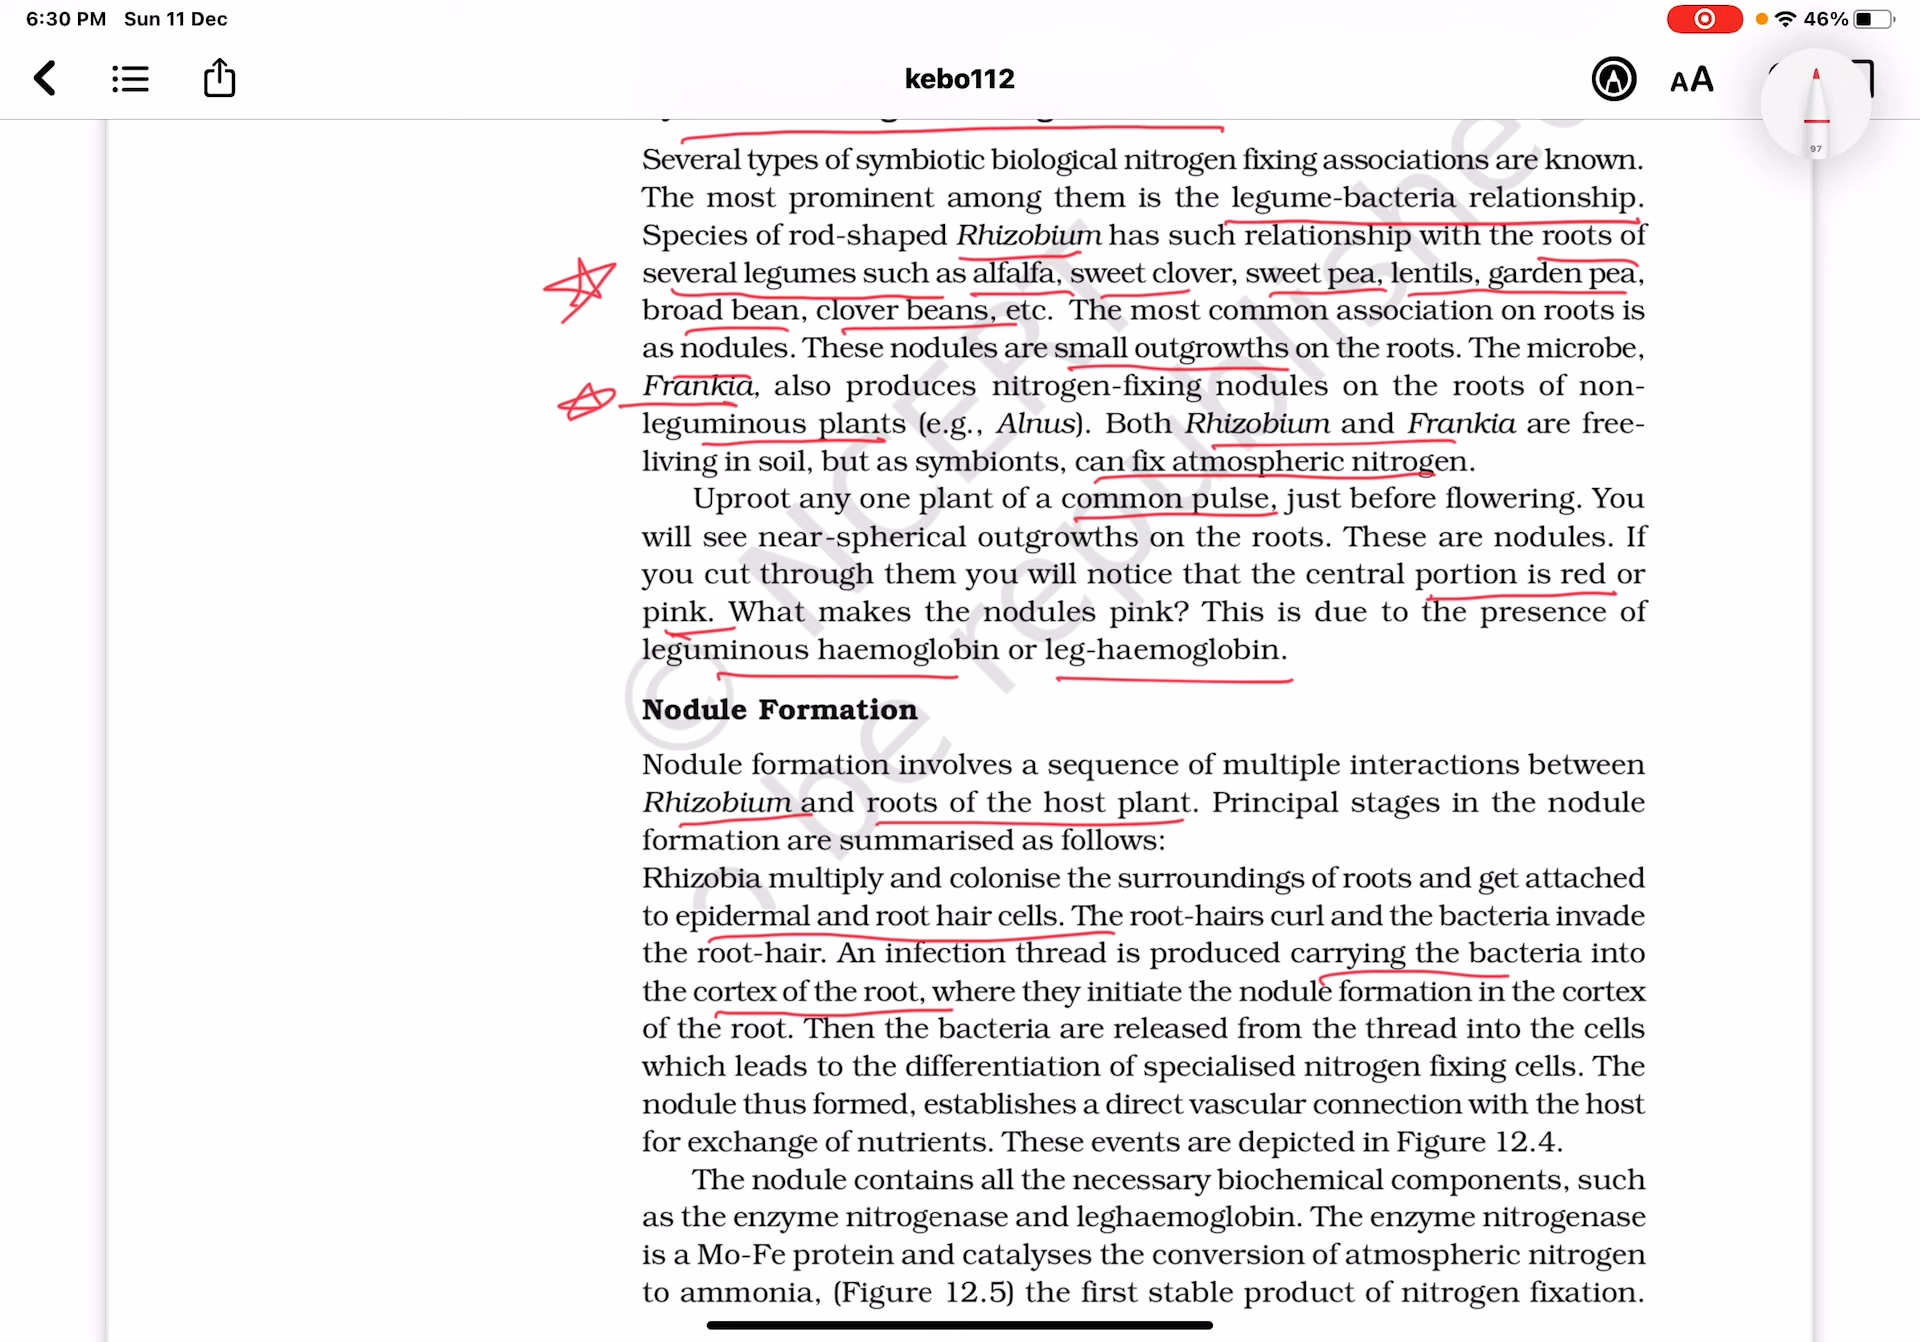 6:30 PM Sun 11 Dec
46%
kebo112
AA
97
Several types of symbiotic biological nitrogen fixing associations are known.
The most prominent among them is the legume-bacteria relationship.
Species of rod-shaped Rhizobium has such relationship with the roots of
several legumes such as alfalfa, sweet clover, sweet pea, lentils, garden pea,
broad bean, clover beans, etc. The most common association on roots is
as nodules. These nodules are small outgrowths on the roots. The microbe,
Frankia, also produces nitrogen-fixing nodules on the roots of non-
leguminous plants (e.g., Alnus). Both Rhizobium and Frankia are free-
living in soil, but as symbionts, can fix atmospheric nitrogen.
Uproot any one plant of a common pulse, just before flowering. You
will see near-spherical outgrowths on the roots. These are nodules. If
you cut through them you will notice that the central portion is red or
pink. What makes the nodules pink? This is due to the presence of
leguminous haemoglobin or leg-haemoglobin.
Nodule Formation
Nodule formation involves a sequence of multiple interactions between
Rhizobium and roots of the host plant. Principal stages in the nodule
formation are summarised as follows:
Rhizobia multiply and colonise the surroundings of roots and get attached
to epidermal and root hair cells. The root-hairs curl and the bacteria invade
the root-hair. An infection thread is produced carrying the bacteria into
the cortex of the root, where they initiate the nodule formation in the cortex
of the root. Then the bacteria are released from the thread into the cells
which leads to the differentiation of specialised nitrogen fixing cells. The
nodule thus formed, establishes a direct vascular connection with the host
for exchange of nutrients. These events are depicted in Figure 12.4.
The nodule contains all the necessary biochemical components, such
as the enzyme nitrogenase and leghaemoglobin. The enzyme nitrogenase
is a Mo-Fe protein and catalyses the conversion of atmospheric nitrogen
to ammonia, (Figure 12.5) the first stable product of nitrogen fixation.
© NCERT
be republished